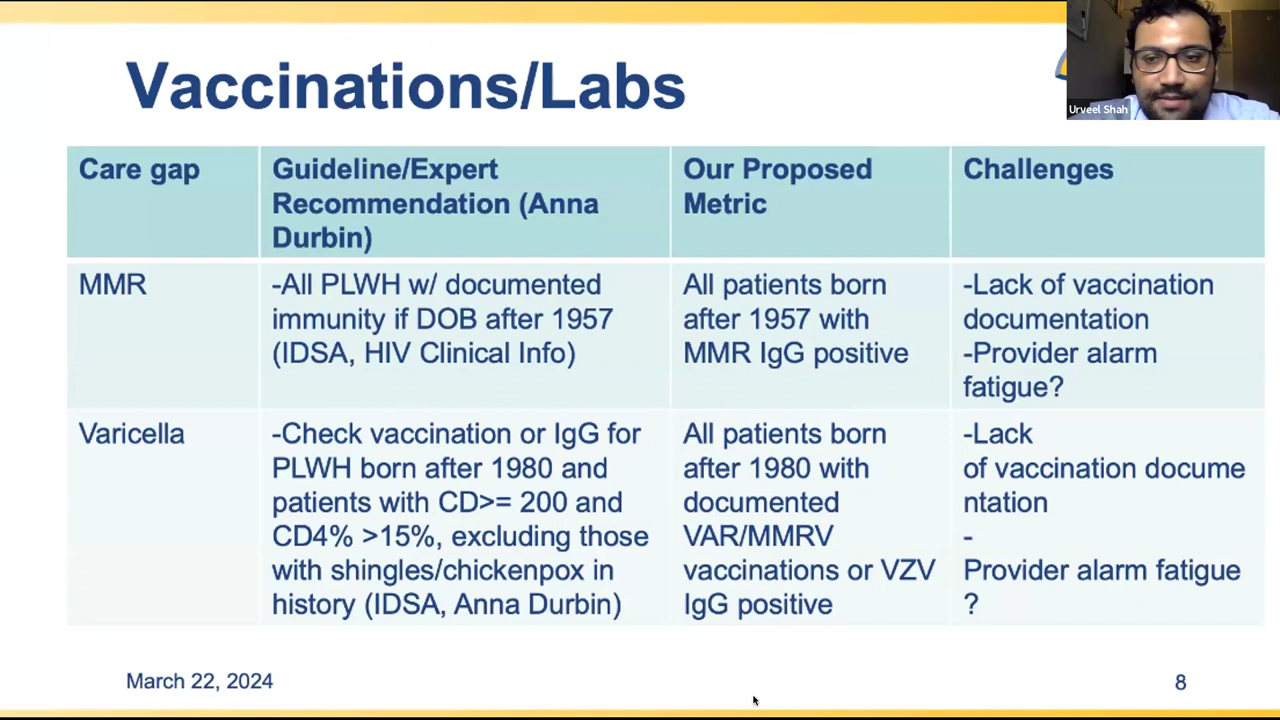 Vaccinations/Labs
Urveel Shah
Care gap
Guideline/Expert
Recommendation (Anna
Durbin)
Our Proposed
Metric
Challenges
MMR
-All PLWH w/ documented
immunity if DOB after 1957
(IDSA, HIV Clinical Info)
All patients born
after 1957 with
MMR IgG positive
-Lack of vaccination
documentation
-Provider alarm
fatigue?
Varicella
-Check vaccination or IgG for
PLWH born after 1980 and
patients with CD>= 200 and
CD4% >15%, excluding those
with shingles/chickenpox in
history (IDSA, Anna Durbin)
All patients born
after 1980 with
documented
VAR/MMRV
vaccinations or VZV
IgG positive
-Lack
of vaccination docume
ntation
-
Provider alarm fatigue
?
March 22, 2024
8